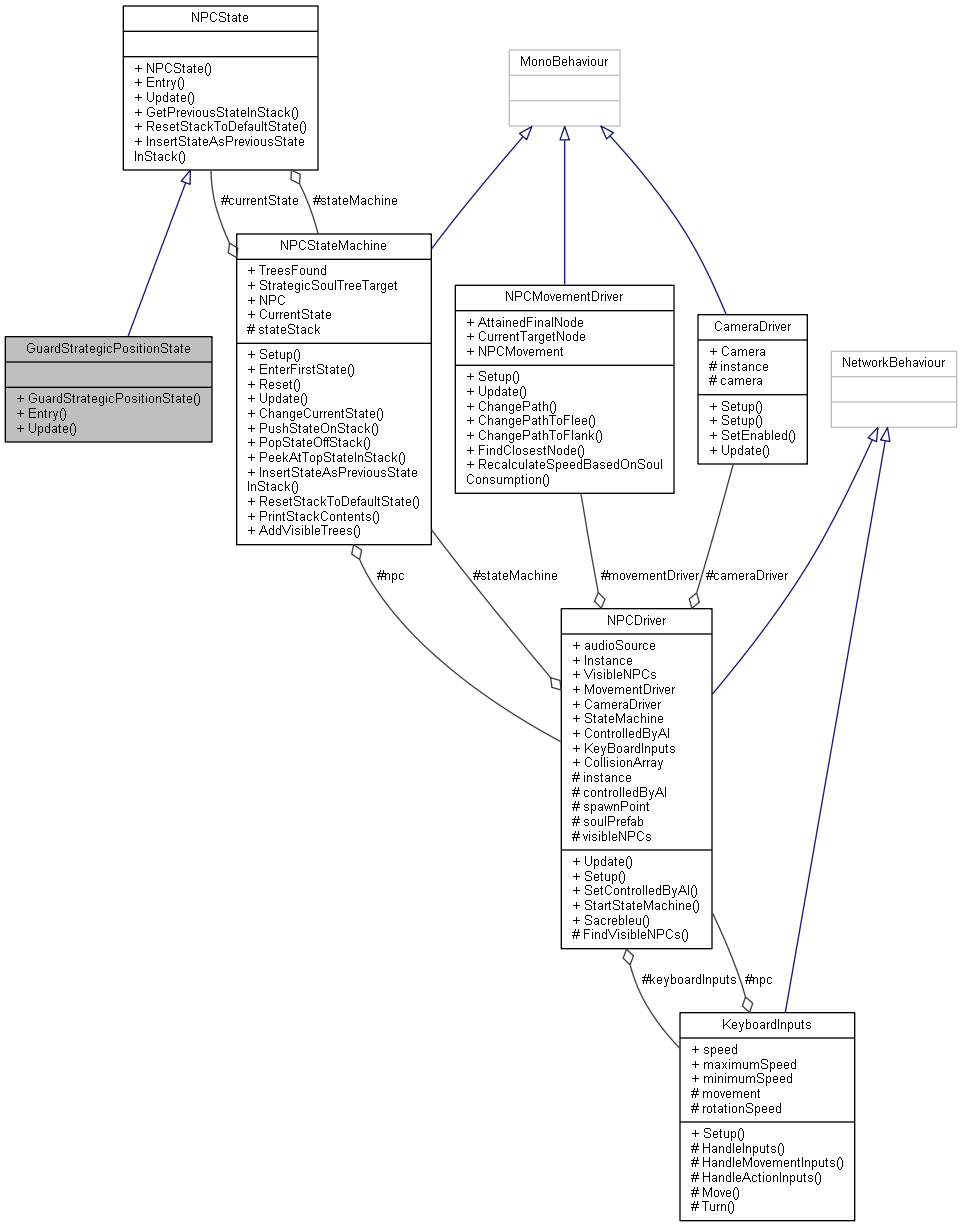 NPCState
+ NPCState()
+ Entry()
+ Update()
+ GetPreviousStateInStack()
+ ResetStackToDefaultState()
+ InsertStateAsPreviousState
InStack()
MonoBehaviour
#currentState
#stateMachine
NPCStateMachine
+ TreesFound
+ StrategicSoulTreeTarget
+ NPC
+ CurrentState
# stateStack
+ Setup()
+ EnterFirstState()
+ Reset()
+ Update()
+ ChangeCurrentState()
+ PushStateOnStack()
+ PopStateOffStack()
+ PeekAtTopStateInStack()
+ InsertStateAsPreviousState
InStack()
+ ResetStackToDefaultState()
+ PrintStackContents()
+ AddVisibleTrees()
NPCMovementDriver
+ AttainedFinalNode
+ CurrentTargetNode
+ NPCMovement
+ Setup()
+ Update()
+ ChangePath()
+ ChangePathToFlee()
+ ChangePathToFlank()
+ FindClosestNode()
+ RecalculateSpeedBasedOnSoul
Consumption()
CameraDriver
+ Camera
# instance
# camera
+ Setup()
+ Setup()
+ SetEnabled()
+ Update()
GuardStrategicPositionState
+ GuardStrategicPositionState()
+ Entry()
+ Update()
NetworkBehaviour
#npc
#stateMachine
#movementDriver
#cameraDriver
NPCDriver
+ audioSource
+ Instance
+ VisibleNPCs
+ MovementDriver
+ CameraDriver
+ StateMachine
+ ControlledByAI
+ KeyBoardInputs
+ CollisionArray
# instance
# controlledByAI
# spawnPoint
# soulPrefab
# visibleNPCs
+ Update()
+ Setup()
+ SetControlledByAI()
+ StartStateMachine()
+ Sacrebleu()
# FindVisibleNPCs()
#keyboardInputs
#npc
KeyboardInputs
+ speed
+ maximumSpeed
+ minimumSpeed
# movement
# rotationSpeed
+ Setup()
# HandleInputs()
# HandleMovementInputs()
# HandleActionInputs()
# Move()
# Turn()